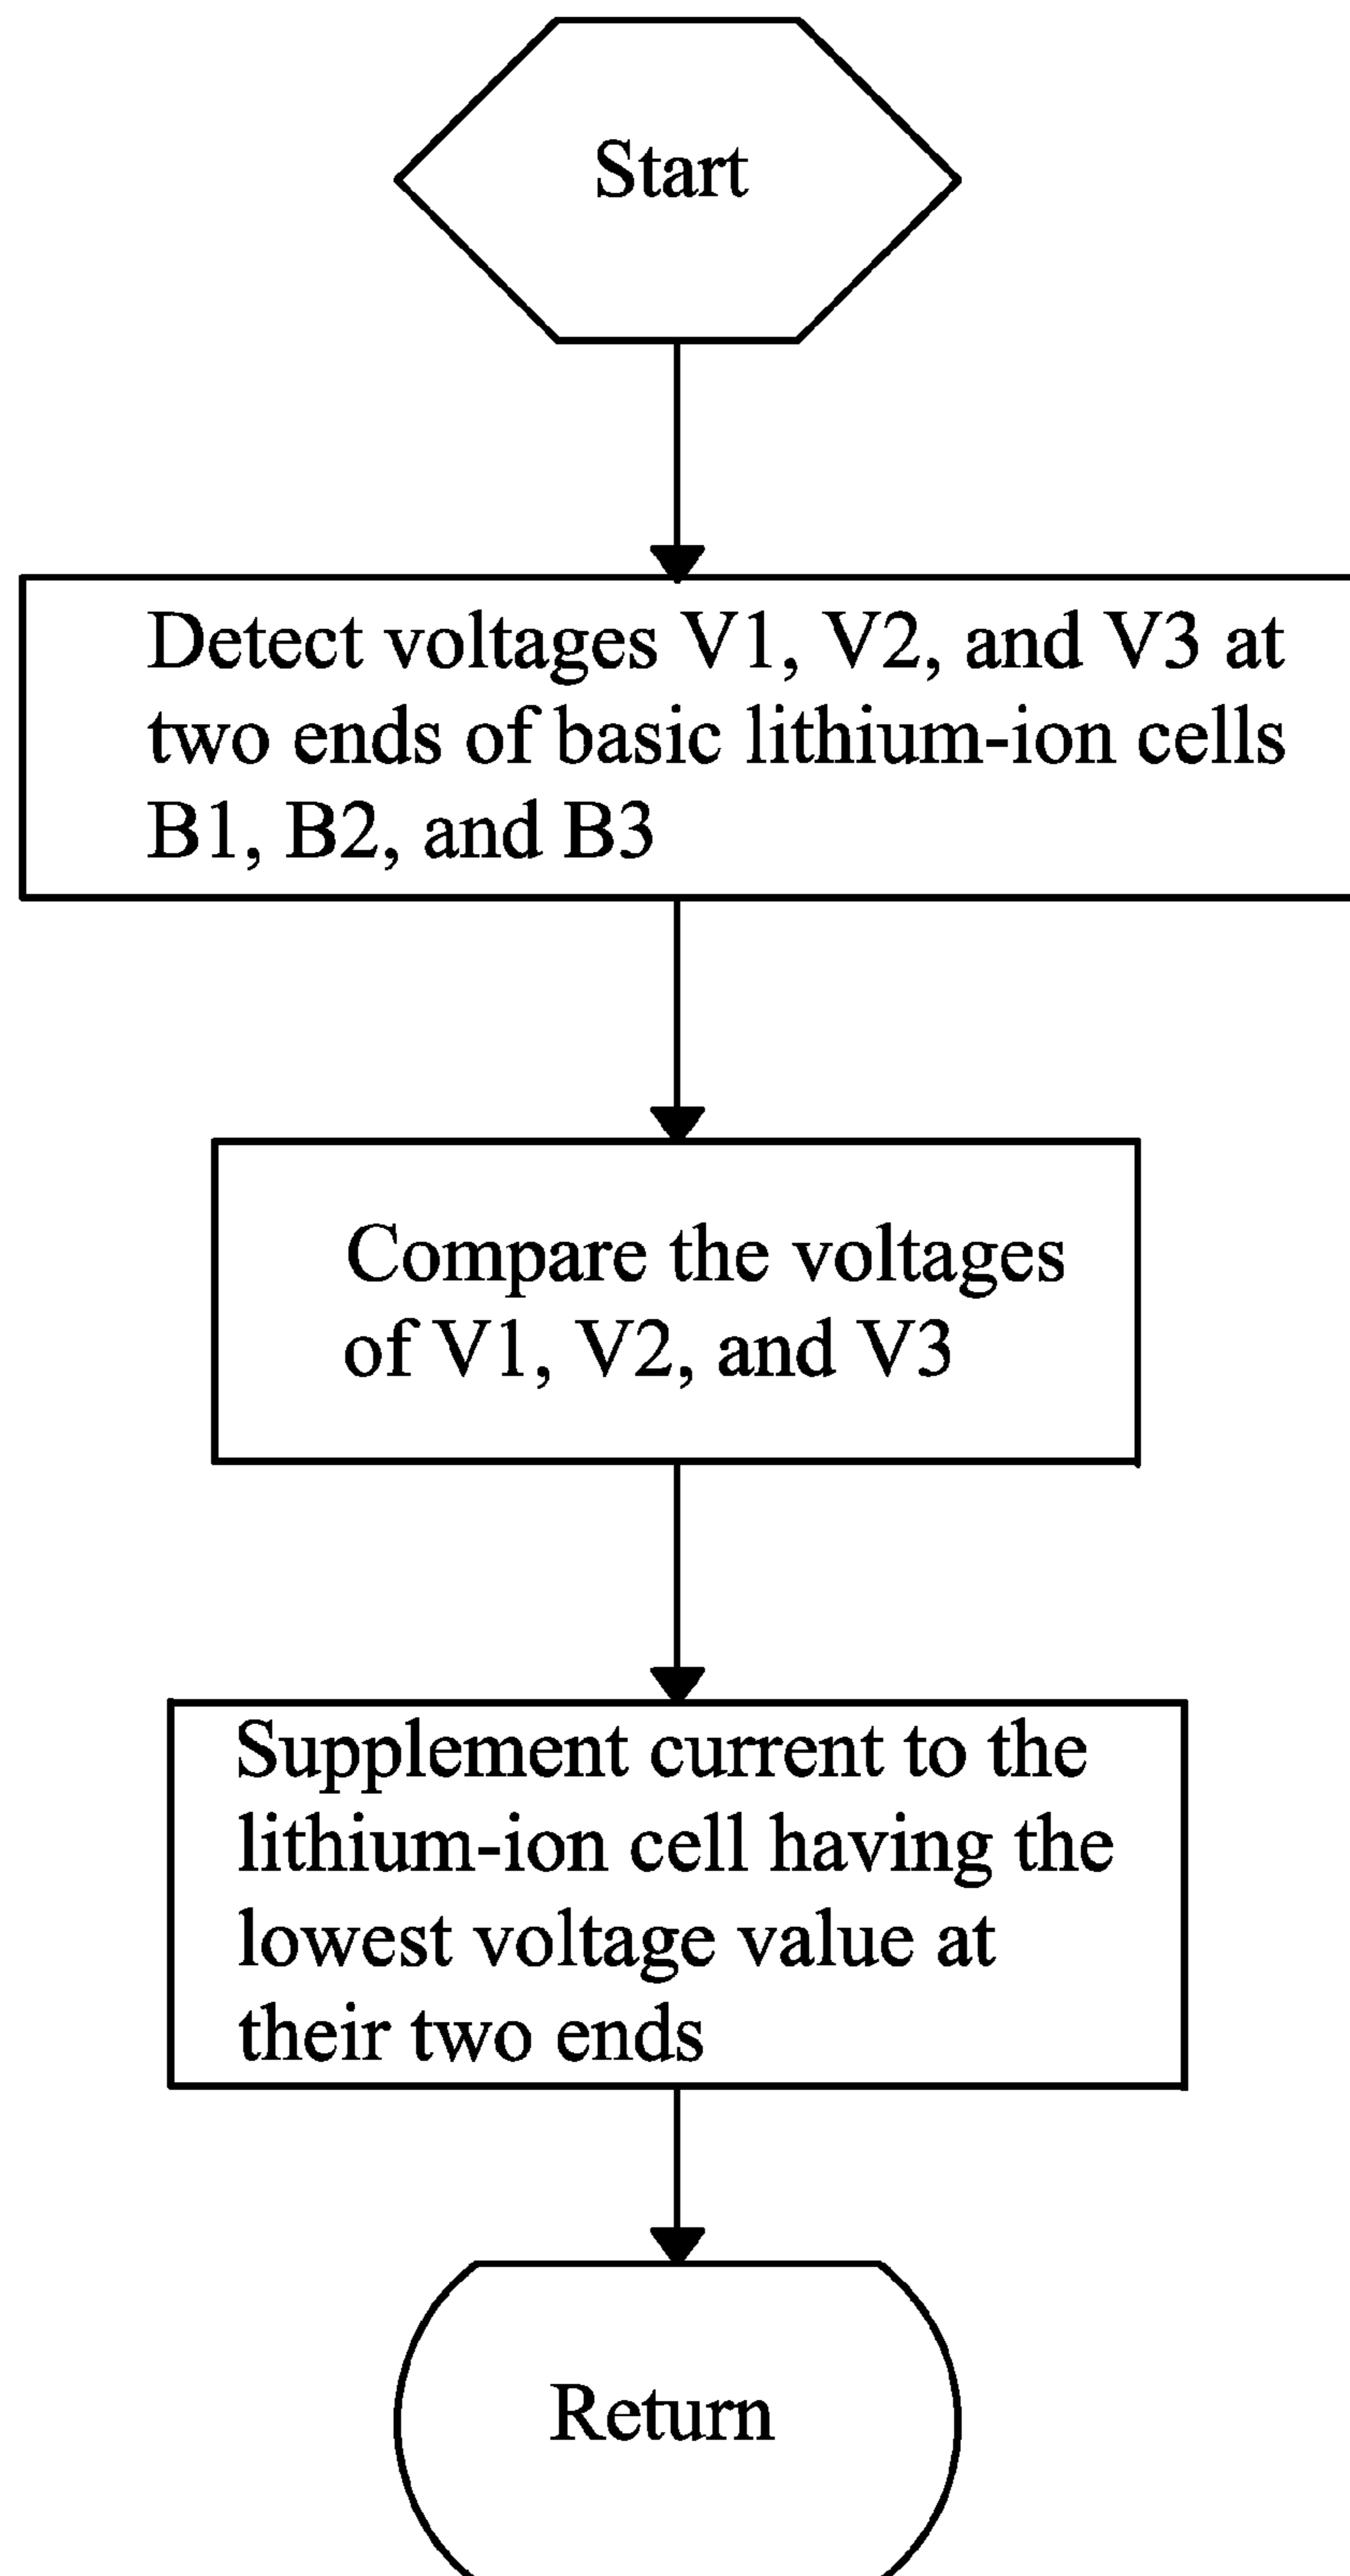 Start
Detect voltages V1, V2, and V3 at
two ends of basic lithium-ion cells
B1, B2, and B3
Compare the voltages
of V1, V2, and V3
Supplement current to the
lithium-ion cell having the
lowest voltage value at
their two ends
Return